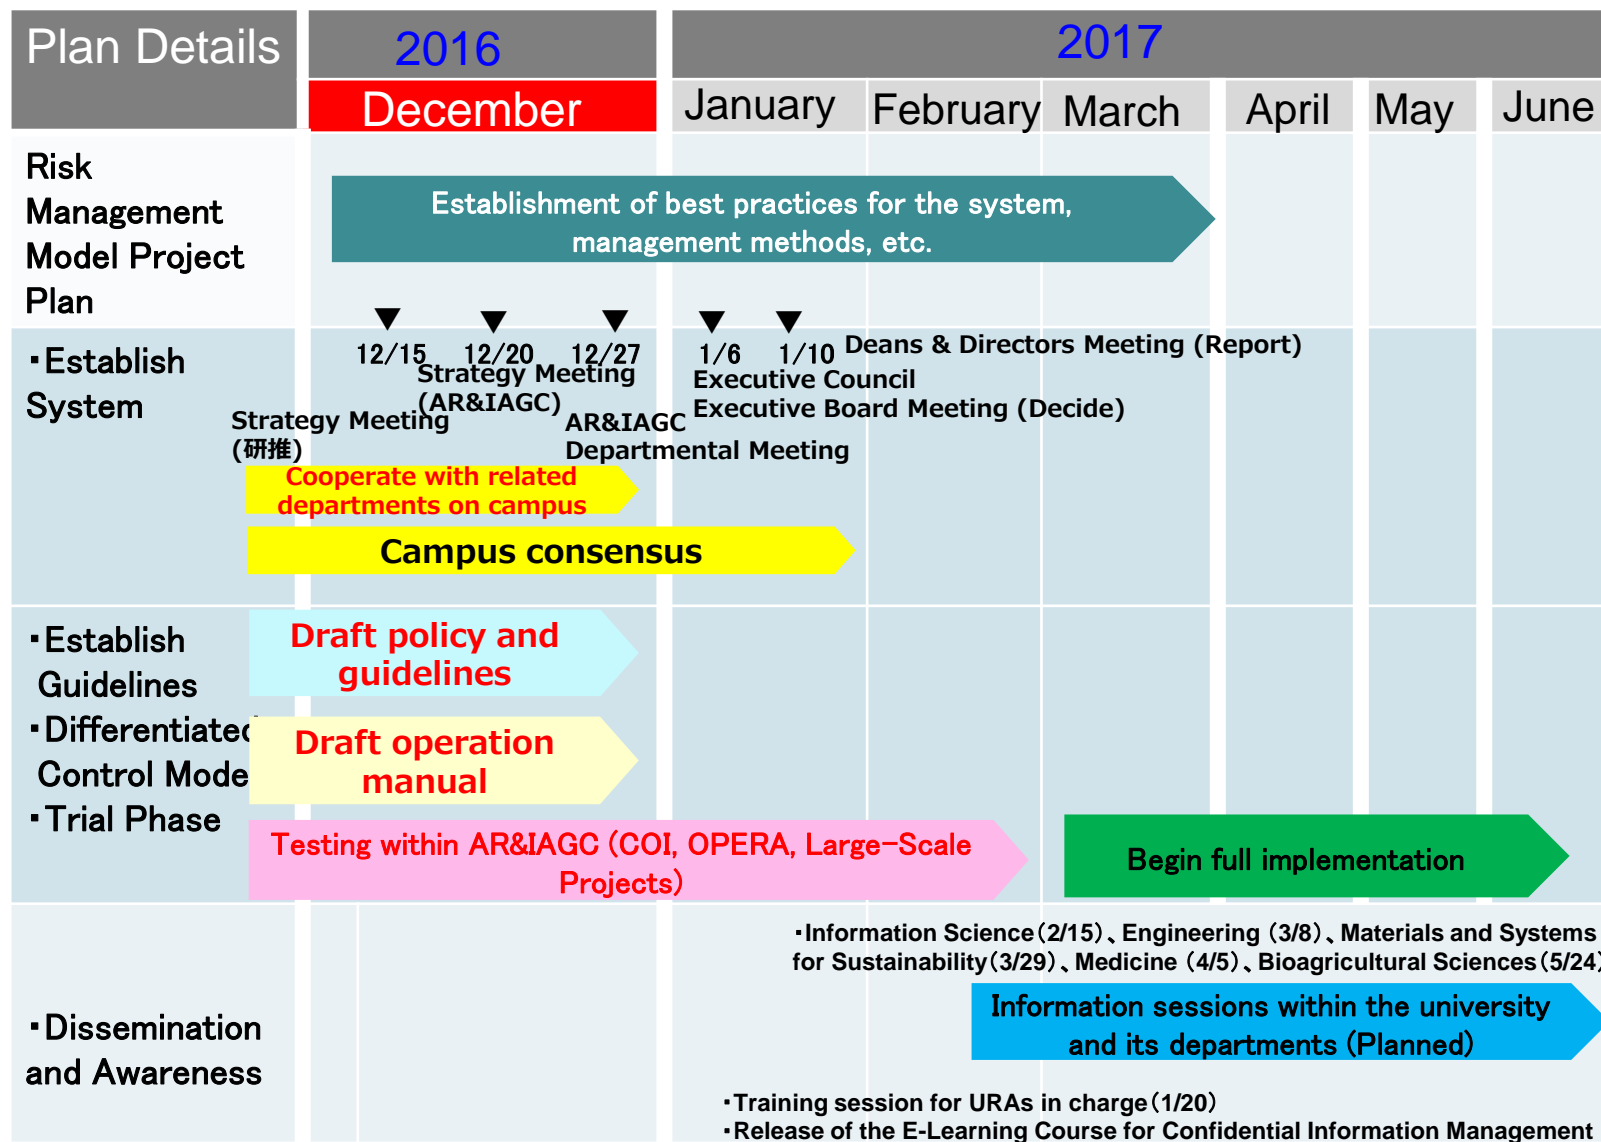 Plan Details
2016
2017
December
January
February
March
April
May
June
Risk
Management
Model Project
Plan
Establishment of best practices for the system,
management methods, etc.
▪Establish
System
12/15
12/20
12/27
1/6
1/10
Deans & Directors Meeting (Report)
Strategy Meeting
(AR&IAGC)
Executive Council
Executive Board Meeting (Decide)
Strategy Meeting
(研推)
AR&IAGC
Departmental Meeting
Cooperate with related
departments on campus
Campus consensus
▪Establish
Guidelines
▪Differentiated
Control Mode
▪Trial Phase
Draft policy and
guidelines
Draft operation
manual
Testing within AR&IAGC (COI, OPERA, Large-Scale
Projects)
Begin full implementation
▪Dissemination
and Awareness
▪Information Science(2/15)、Engineering (3/8)、Materials and Systems
for Sustainability(3/29)、Medicine (4/5)、Bioagricultural Sciences(5/24)
Information sessions within the university
and its departments (Planned)
▪Training session for URAs in charge(1/20)
▪Release of the E-Learning Course for Confidential Information Management